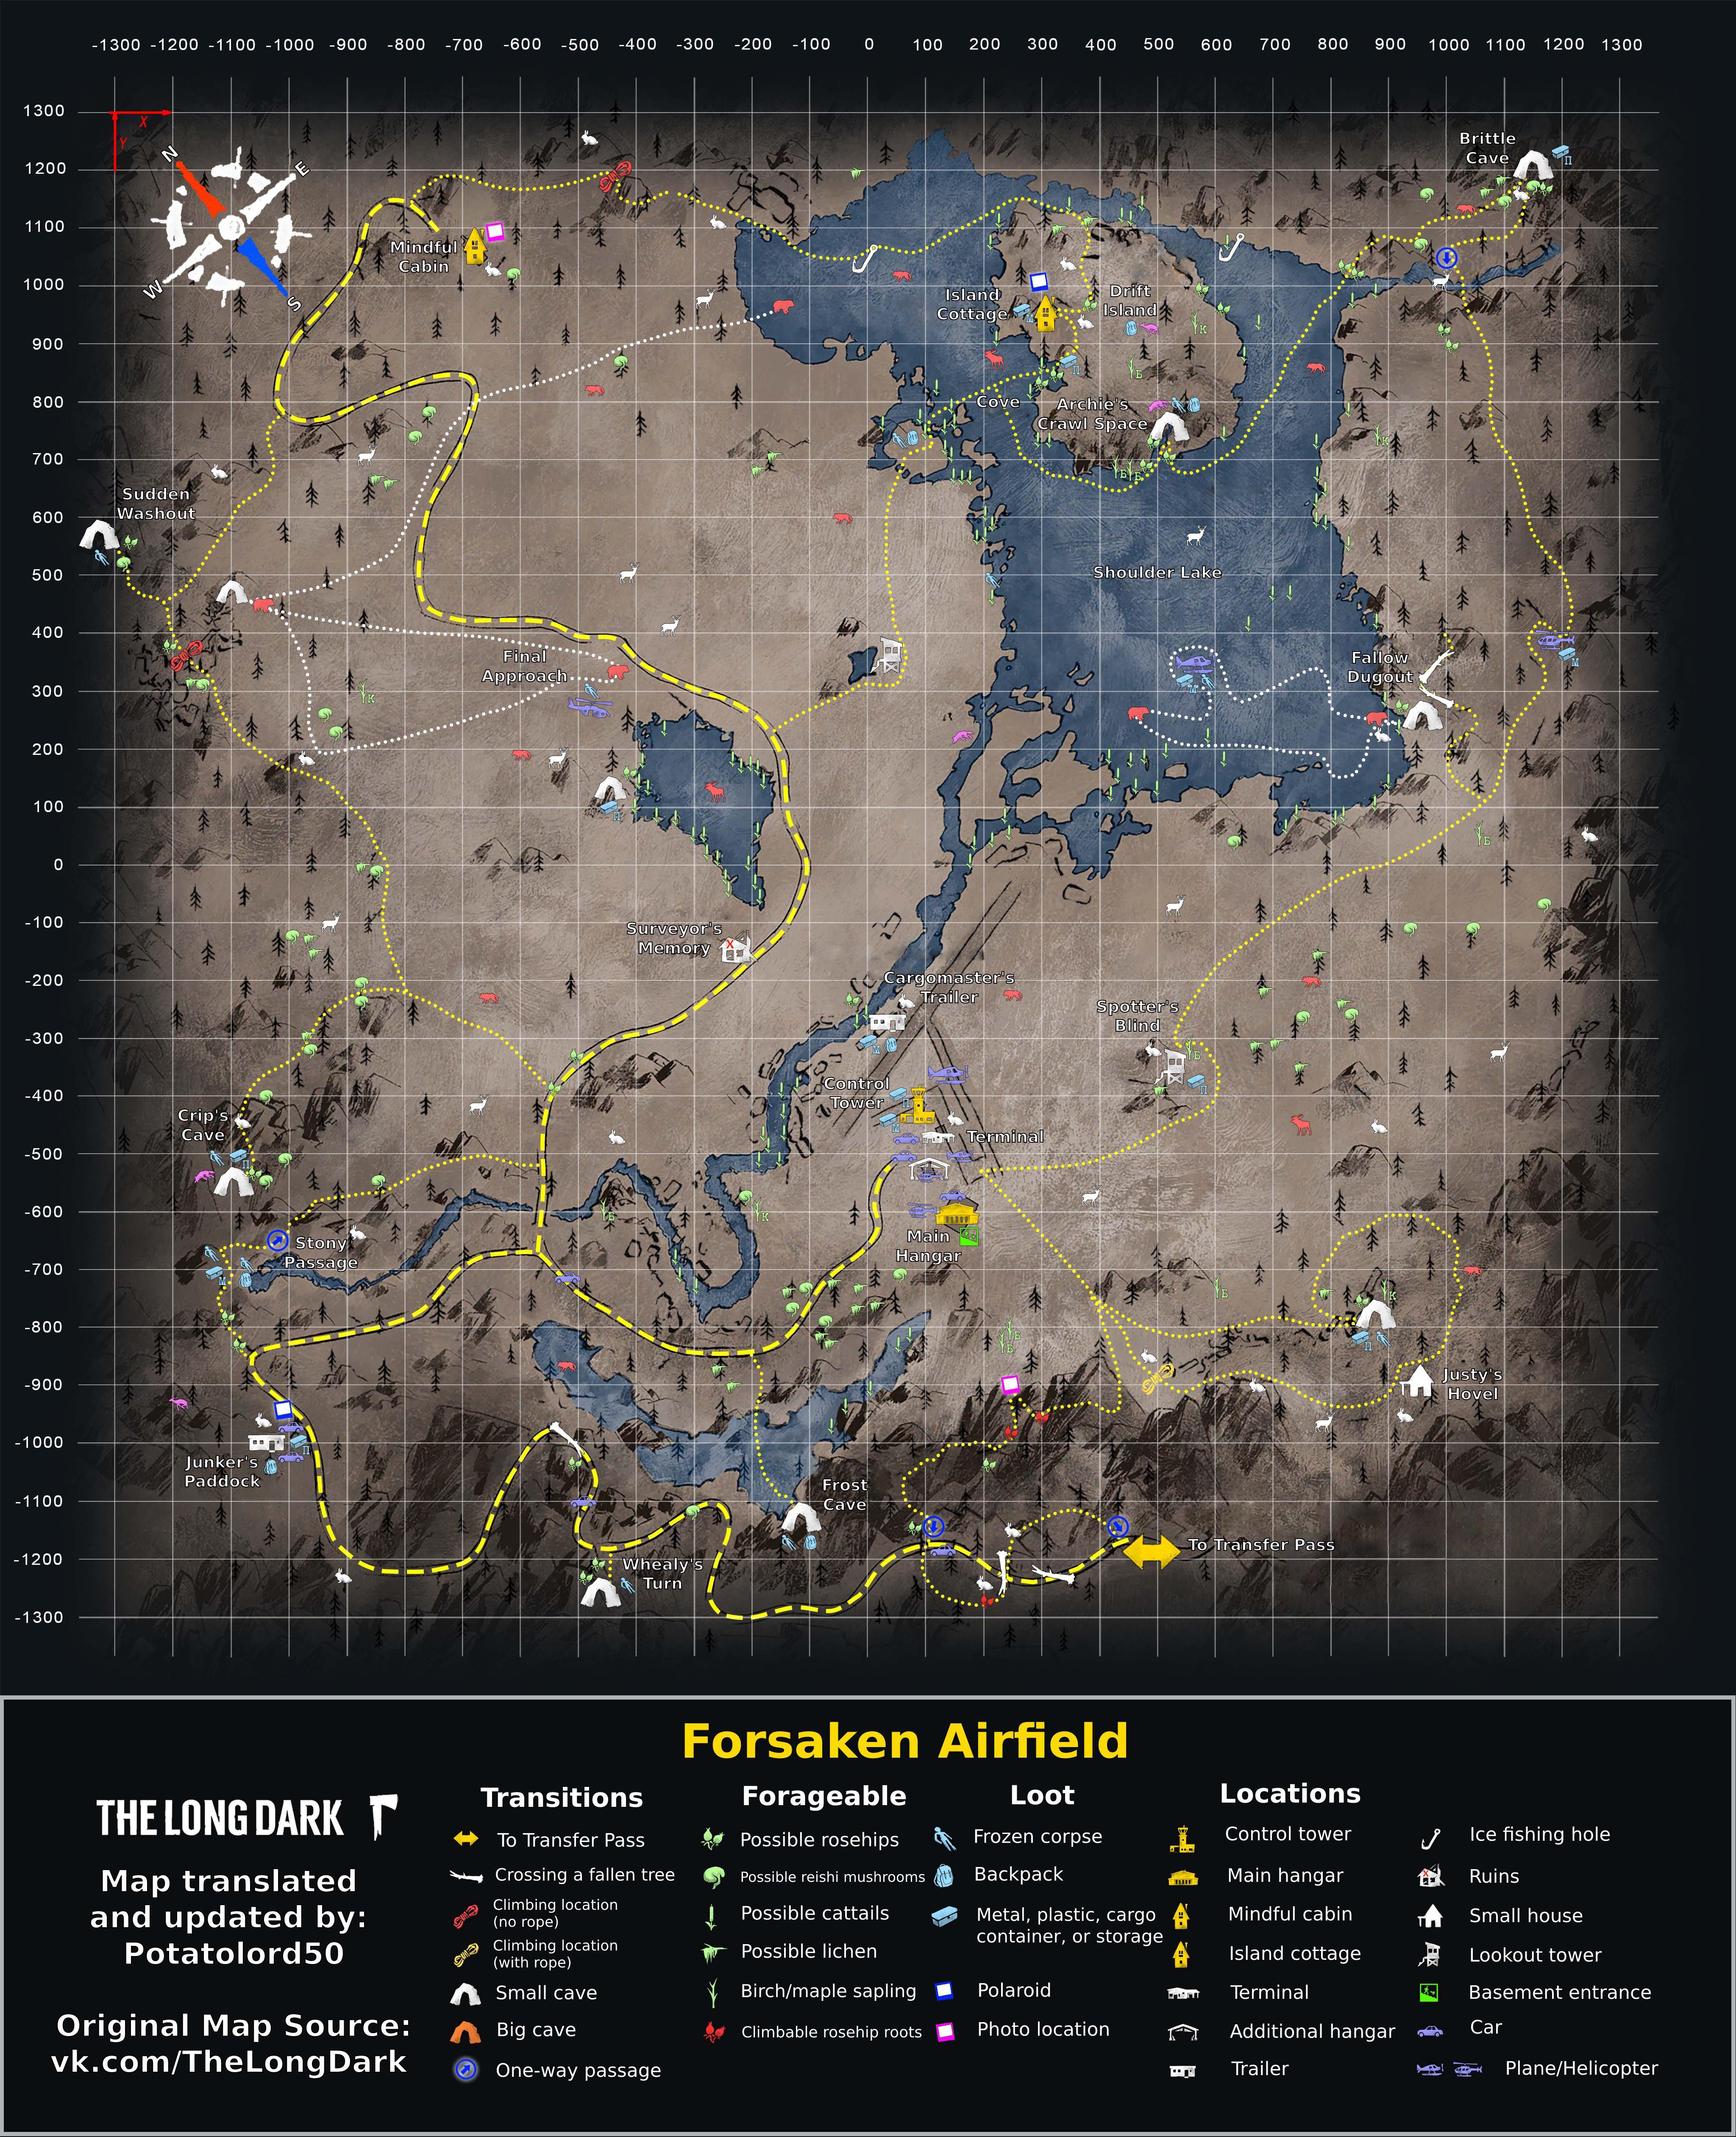 -1300 -1200 -1100 -1000 -900 -800 -700 -600 -500 -400 -300 -200 -100 0 100 200 300 400 500 600 700 800 900 1000 1100 1200 1300
1300
X
Y
1200
1100
1000
900
800
700
600
500
400
300
200
100
0
-100
-200
-300
-400
-500
-600
-700
-800
-900
-1000
-1100
-1200
-1300
N
E
W
S
Brittle
Cave
Mindful
Cabin
Island
Cottage
Drift
Island
Cove
Archie's
Crawl Space
Sudden
Washout
Shoulder Lake
Final
Approach
Fallow
Dugout
Surveyor's
Memory
Cargomaster's
Trailer
Spotter's
Blind
Control
Tower
Terminal
Crip's
Cave
Stony
Passage
Main
Hangar
Justy's
Hovel
Junker's
Paddock
Frost
Cave
To Transfer Pass
Whealy's
Turn
Forsaken Airfield
THE LONG DARK
Map translated
and updated by:
Potatolord50
Original Map Source:
vk.com/TheLongDark
Transitions
To Transfer Pass
Crossing a fallen tree
Climbing location
(no rope)
Climbing location
(with rope)
Small cave
Big cave
One-way passage
Forageable
Possible rosehips
Possible reishi mushrooms
Possible cattails
Possible lichen
Birch/maple sapling
Climbable rosehip roots
Loot
Frozen corpse
Backpack
Metal, plastic, cargo
container, or storage
Polaroid
Photo location
Locations
Control tower
Main hangar
Mindful cabin
Island cottage
Terminal
Additional hangar
Trailer
Ice fishing hole
Ruins
Small house
Lookout tower
Basement entrance
Car
Plane/Helicopter